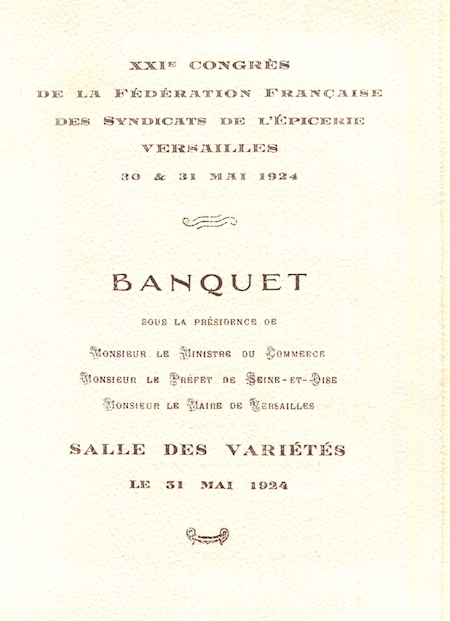 XXIᴱ CONGRÈS
DE LA FÉDÉRATION FRANÇAISE
DES SYNDICATS DE L'ÉPICERIE
VERSAILLES
30 & 31 MAI 1924
BANQUET
SOUS LA PRÉSIDENCE DE
MONSIEUR LE MINISTRE DU COMMERCE
MONSIEUR LE PRÉFET DE SEINE-ET-OISE
MONSIEUR LE MAIRE DE VERSAILLES
SALLE DES VARIÉTÉS
LE 31 MAI 1924